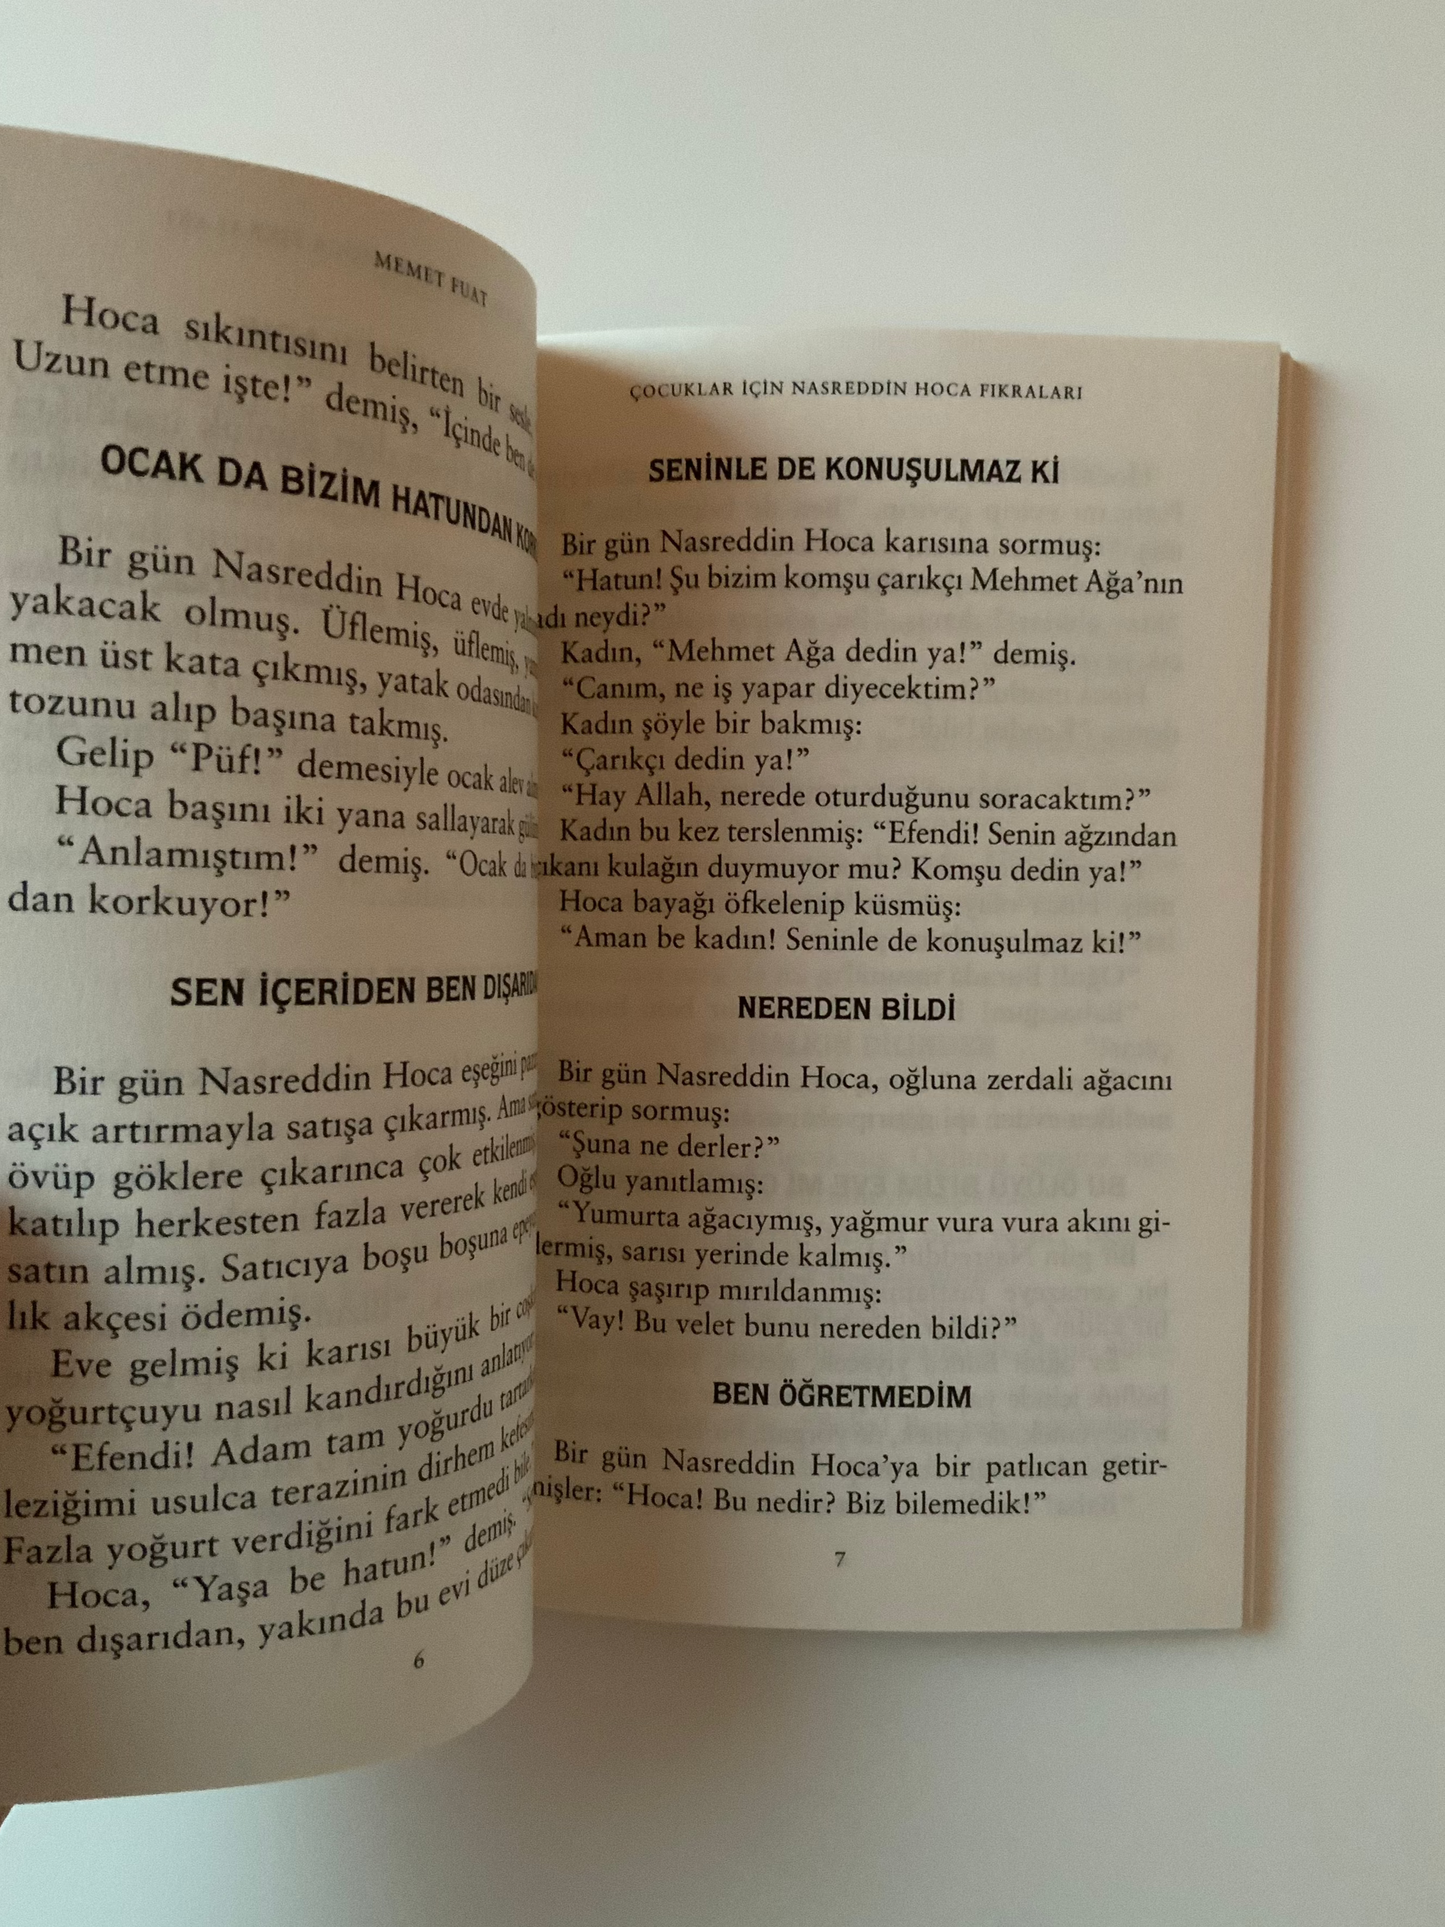 MEMET FUAT
Hoca sıkıntısını belirten bir sesle,
Uzun etme işte!” demiş, “İçinde ben de
OCAK DA BİZİM HATUNDAN
Bir gün Nasreddin Hoca evde
yakacak olmuş. Üflemiş, üflemiş,
men üst kata çıkmış, yatak odasından
tozunu alıp başına takmış.
Gelip “Püf!” demesiyle ocak alev
Hoca başını iki yana sallayarak
“Anlamıştım!” demiş. “Ocak da
dan korkuyor!”
SEN İÇERİDEN BEN DIŞARIDA
Bir gün Nasreddin Hoca eşeğini
açık artırmayla satışa çıkarmış. Ama
övüp göklere çıkarınca çok
katılıp herkesten fazla vererek kendi
satın almış. Satıcıya boşu boşuna
lık akçesi ödemiş.
Eve gelmiş ki karısı büyük bir
yoğurtçuyu nasıl kandırdığını
“Efendi! Adam tam yoğurdu
leziğimi usulca terazinin dirhem
Fazla yoğurt verdiğini fark etmedi bile.
Hoca, “Yaşa be hatun!” demiş.
ben dışarıdan, yakında bu evi düze
6
ÇOCUKLAR İÇİN NASREDDİN HOCA FIKRALARI
SENİNLE DE KONUŞULMAZ Kİ
Bir gün Nasreddin Hoca karısına sormuş:
“Hatun! Şu bizim komşu çarıkçı Mehmet Ağa’nın
adı neydi?”
Kadın, “Mehmet Ağa dedin ya!” demiş.
“Canım, ne iş yapar diyecektim?”
Kadın şöyle bir bakmış:
“Çarıkçı dedin ya!”
“Hay Allah, nerede oturduğunu soracaktım?”
Kadın bu kez terslenmiş: “Efendi! Senin ağzından
ıkanı kulağın duymuyor mu? Komşu dedin ya!”
Hoca bayağı öfkelenip küsmüş:
“Aman be kadın! Seninle de konuşulmaz ki!”
NEREDEN BİLDİ
Bir gün Nasreddin Hoca, oğluna zerdali ağacını
gösterip sormuş:
“Şuna ne derler?”
Oğlu yanıtlamış:
“Yumurta ağacıymış, yağmur vura vura akını gi-
lermiş, sarısı yerinde kalmış.”
Hoca şaşırıp mırıldanmış:
“Vay! Bu velet bunu nereden bildi?”
BEN ÖĞRETMEDİM
Bir gün Nasreddin Hoca’ya bir patlıcan getir-
mişler: “Hoca! Bu nedir? Biz bilemedik!”
7